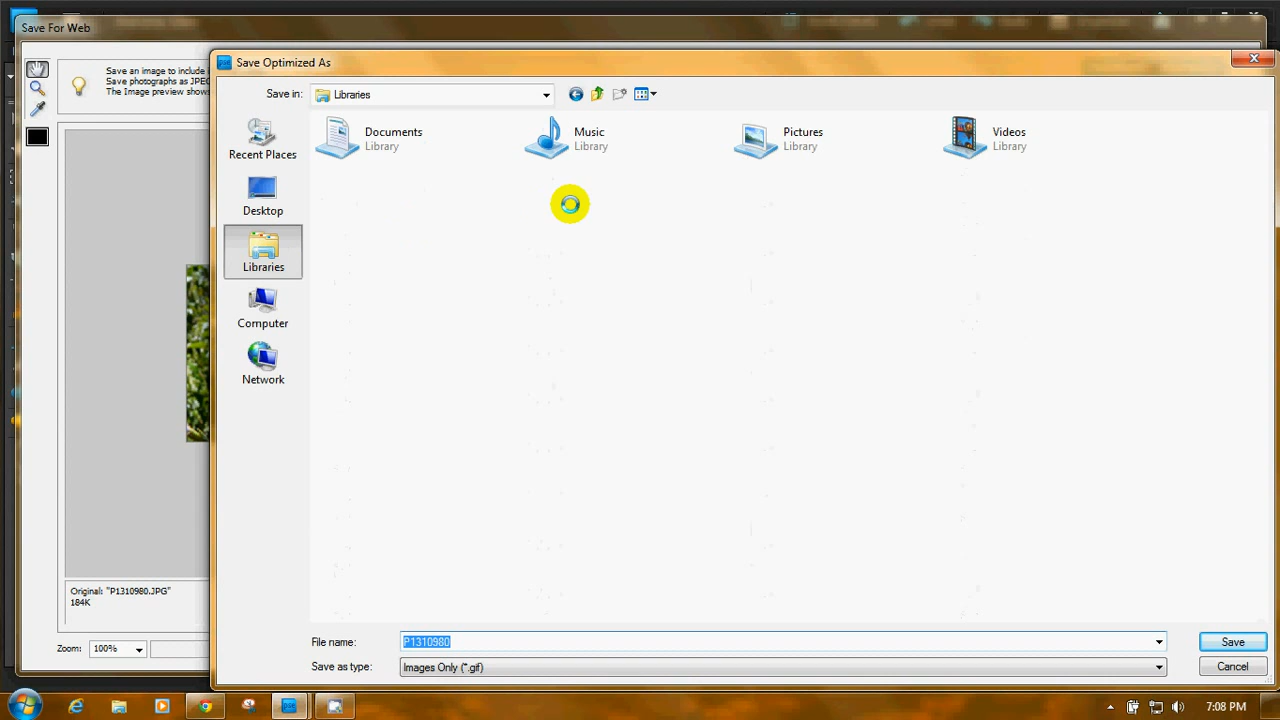 Save For Web
Save an image to include i
Save photographs as JPEG
The Image preview shows
Save Optimized As
Save in:
Libraries
Recent Places
Desktop
Libraries
Computer
Network
Documents
Library
Music
Library
Pictures
Library
Videos
Library
Original: "P1310980.JPG"
184K
Zoom:
100%
File name:
P1310980
Save
Save as type:
Images Only (*.gif)
Cancel
7:08 PM